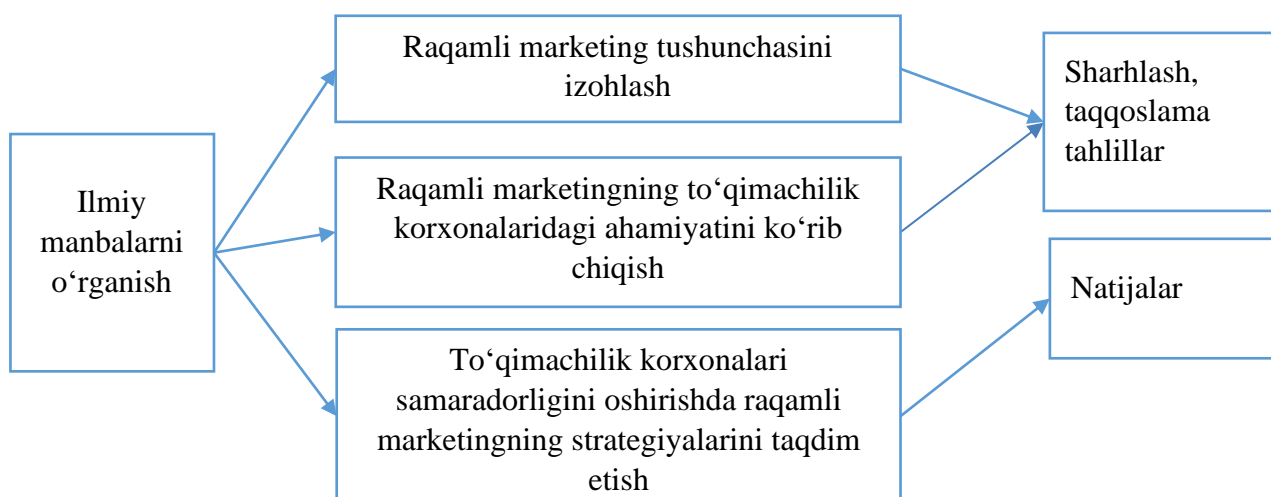 Ilmiy
manbalarni
o‘rganish
Raqamli marketing tushunchasini
izohlash
Raqamli marketingning to‘qimachilik
korxonalaridagi ahamiyatini ko‘rib
chiqish
To‘qimachilik korxonalari
samaradorligini oshirishda raqamli
marketingning strategiyalarini taqdim
etish
Sharhlash,
taqqoslama
tahlillar
Natijalar